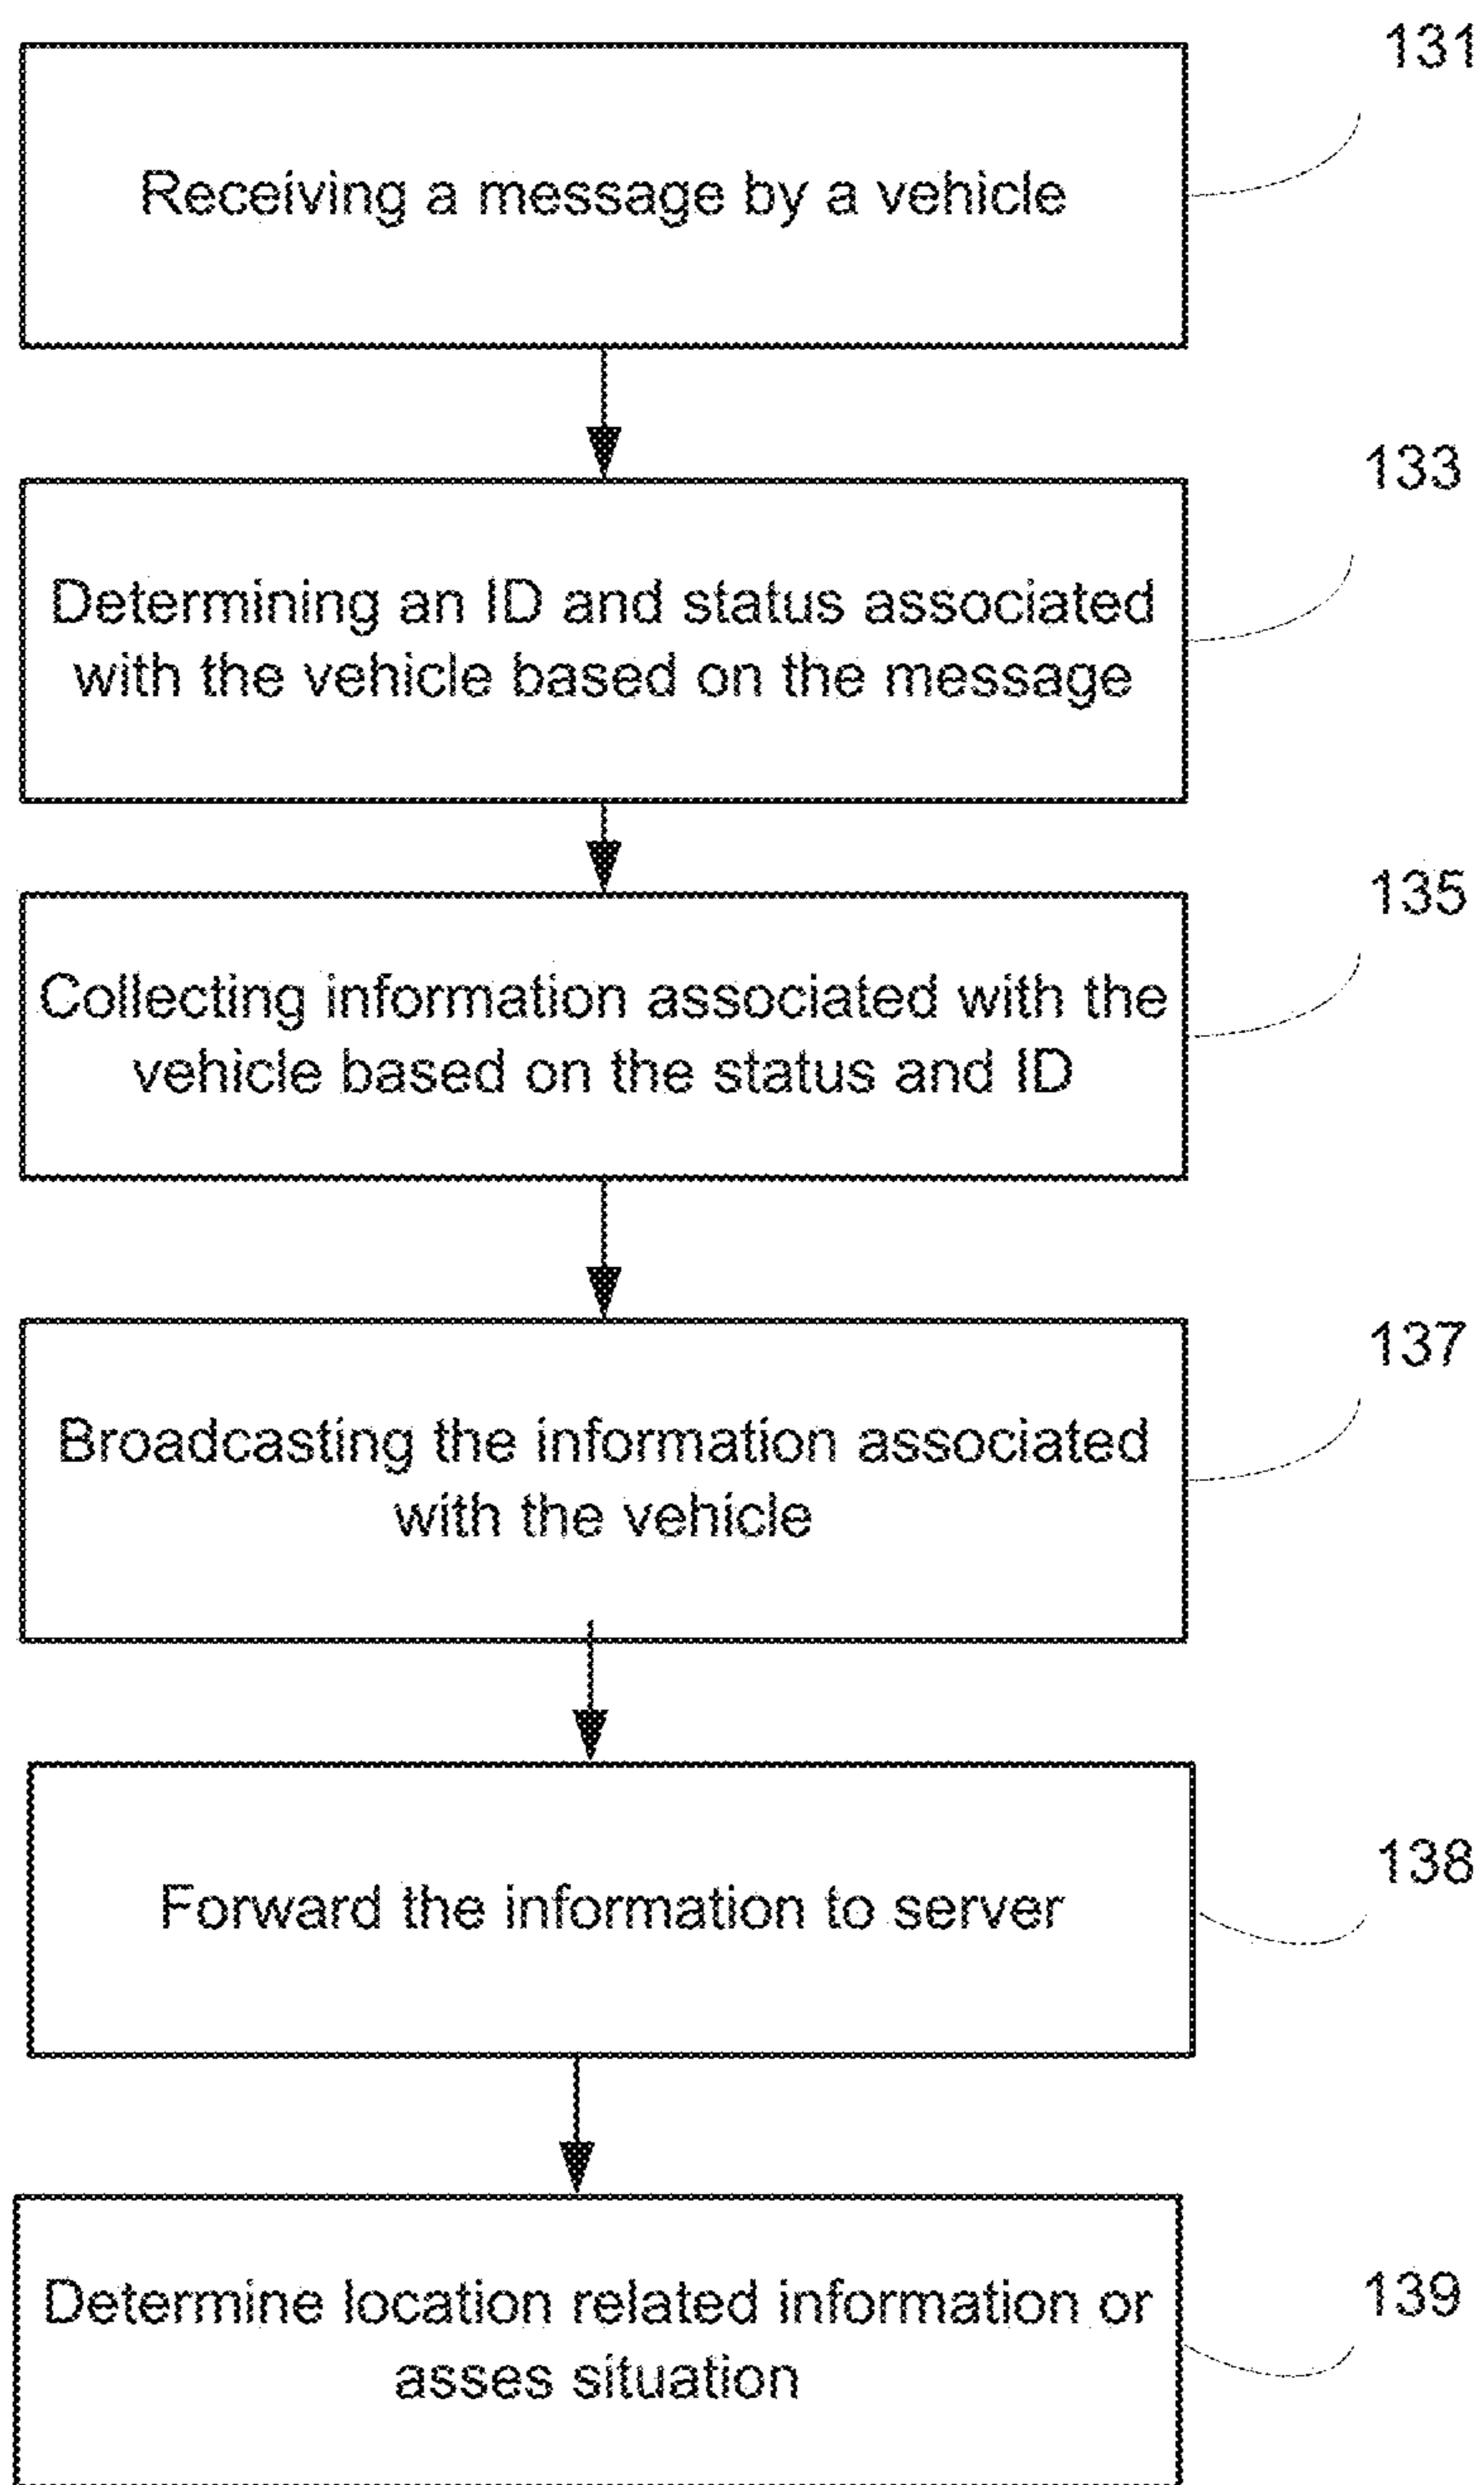 131
Receiving a message by a vehicle
133
Determining an ID and status associated
with the vehicle based on the message
135
Collecting information associated with the
vehicle based on the status and ID
137
Broadcasting the information associated
with the vehicle
138
Forward the information to server
139
Determine location related information or
asses situation